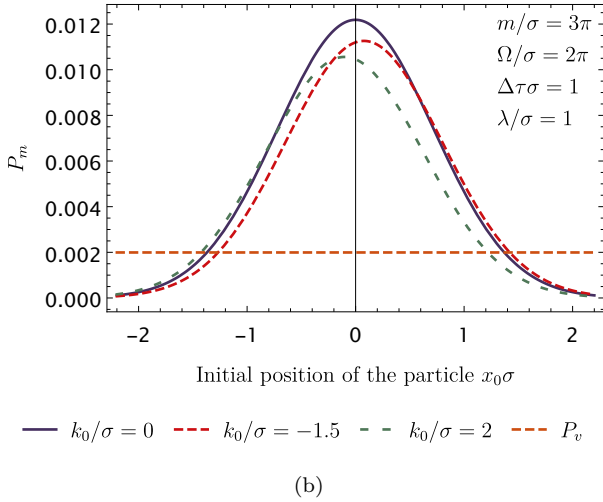 0.012
0.010
0.008
0.006
0.004
0.002
0.000
P_m
m/σ = 3π
Ω/σ = 2π
Δτσ = 1
λ/σ = 1
−2 −1 0 1 2
Initial position of the particle x₀σ
k₀/σ = 0 k₀/σ = −1.5 k₀/σ = 2 P_v
(b)